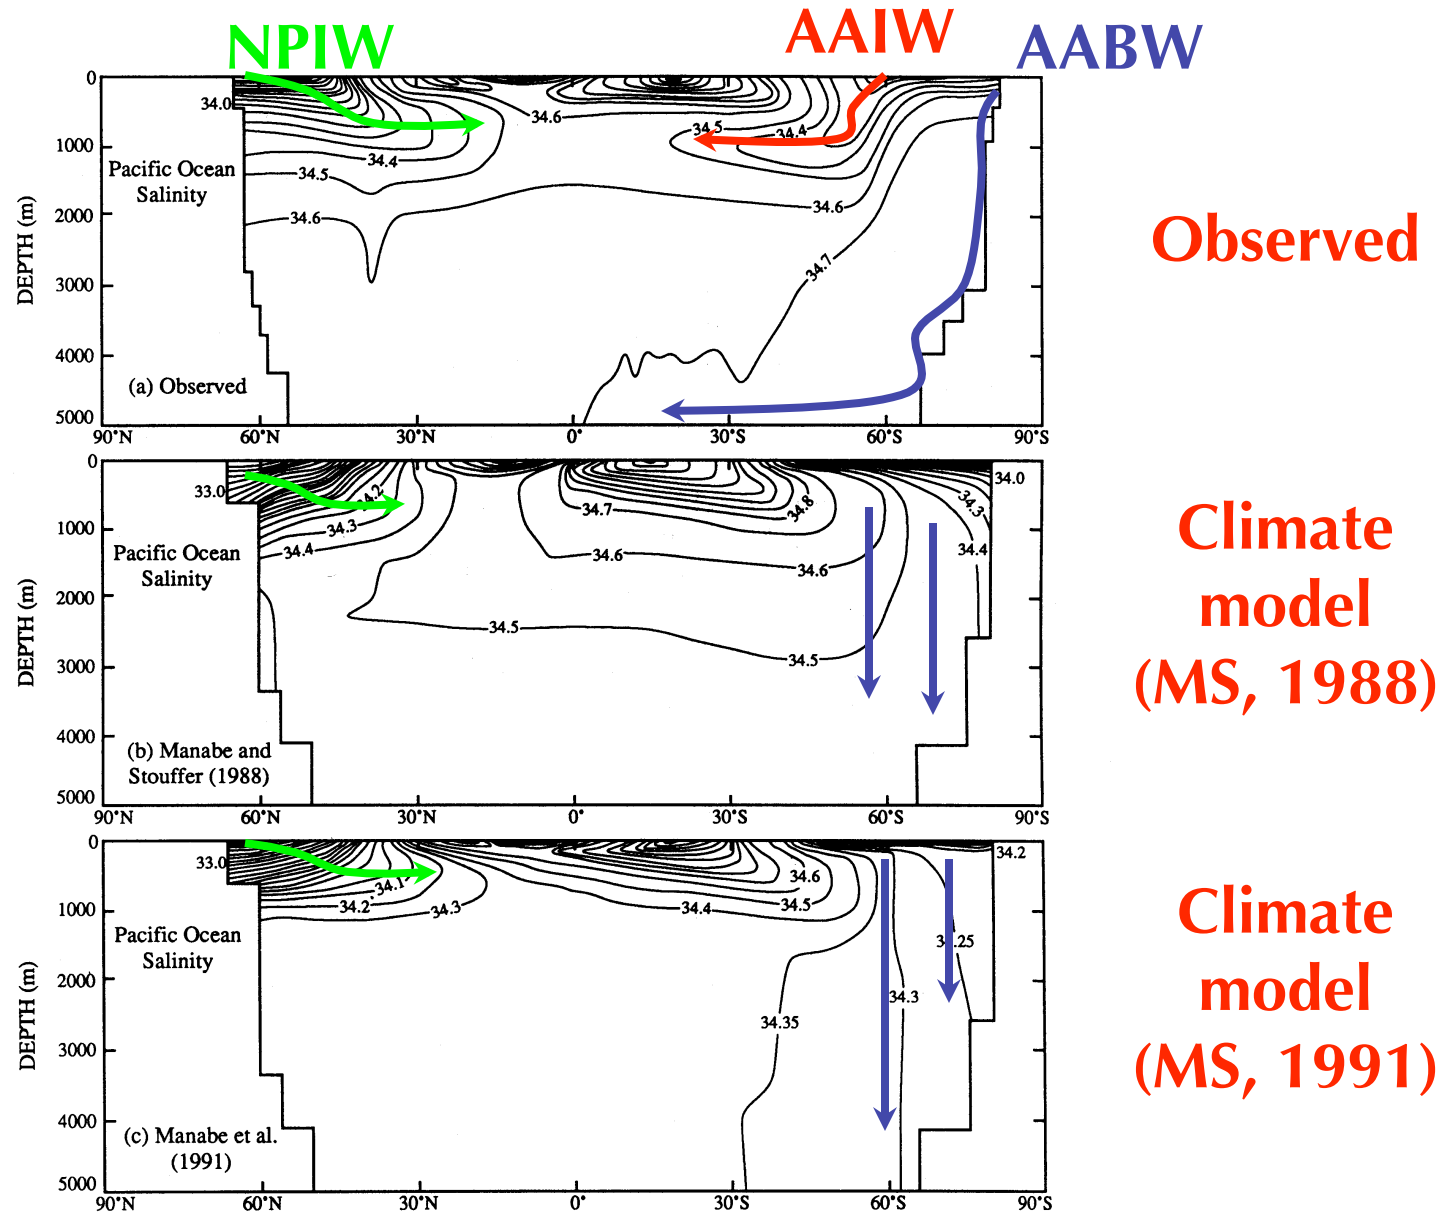 NPIW
AAIW
AABW
0
1000
2000
3000
4000
5000
DEPTH (m)
34.0
34.6
34.5
34.4
34.4
Pacific Ocean
Salinity
34.5
34.6
34.6
34.7
(a) Observed
90°N
60°N
30°N
0°
30°S
60°S
90°S
Observed
0
1000
2000
3000
4000
5000
DEPTH (m)
33.0
34.2
34.3
34.4
34.7
34.8
34.0
34.3
34.4
Pacific Ocean
Salinity
34.6
34.6
34.5
34.5
(b) Manabe and
Stouffer (1988)
90°N
60°N
30°N
0°
30°S
60°S
90°S
Climate
model
(MS, 1988)
0
1000
2000
3000
4000
5000
DEPTH (m)
33.0
34.1
34.2
34.3
34.6
34.5
34.4
34.2
Pacific Ocean
Salinity
34.25
34.3
34.35
(c) Manabe et al.
(1991)
90°N
60°N
30°N
0°
30°S
60°S
90°S
Climate
model
(MS, 1991)